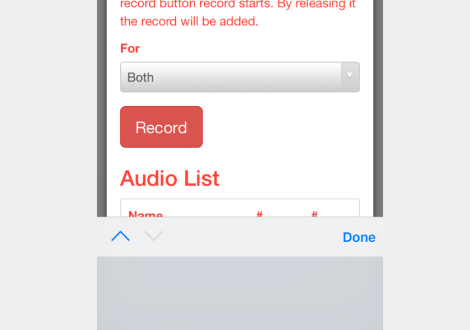 record button record starts. By releasing it
the record will be added.
For
Both
Record
Audio List
Name # #
Done